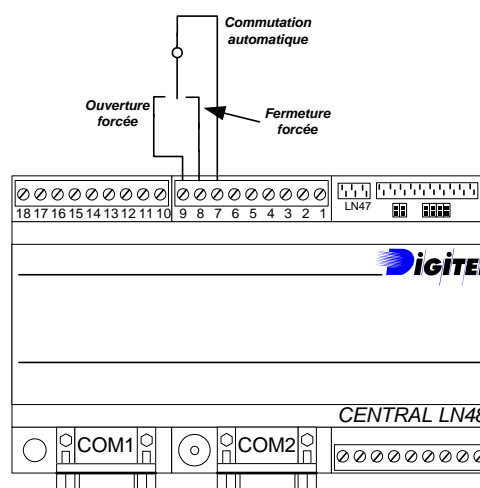 Commutation
automatique
Ouverture
forcée
Fermeture
forcée
18 17 16 15 14 13 12 11 10 9 8 7 6 5 4 3 2 1
LN47
DIGITEL
CENTRAL LN48
COM1
COM2